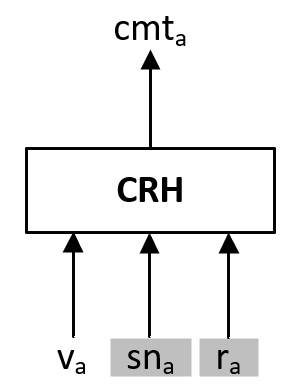 cmtₐ
CRH
vₐ snₐ rₐ